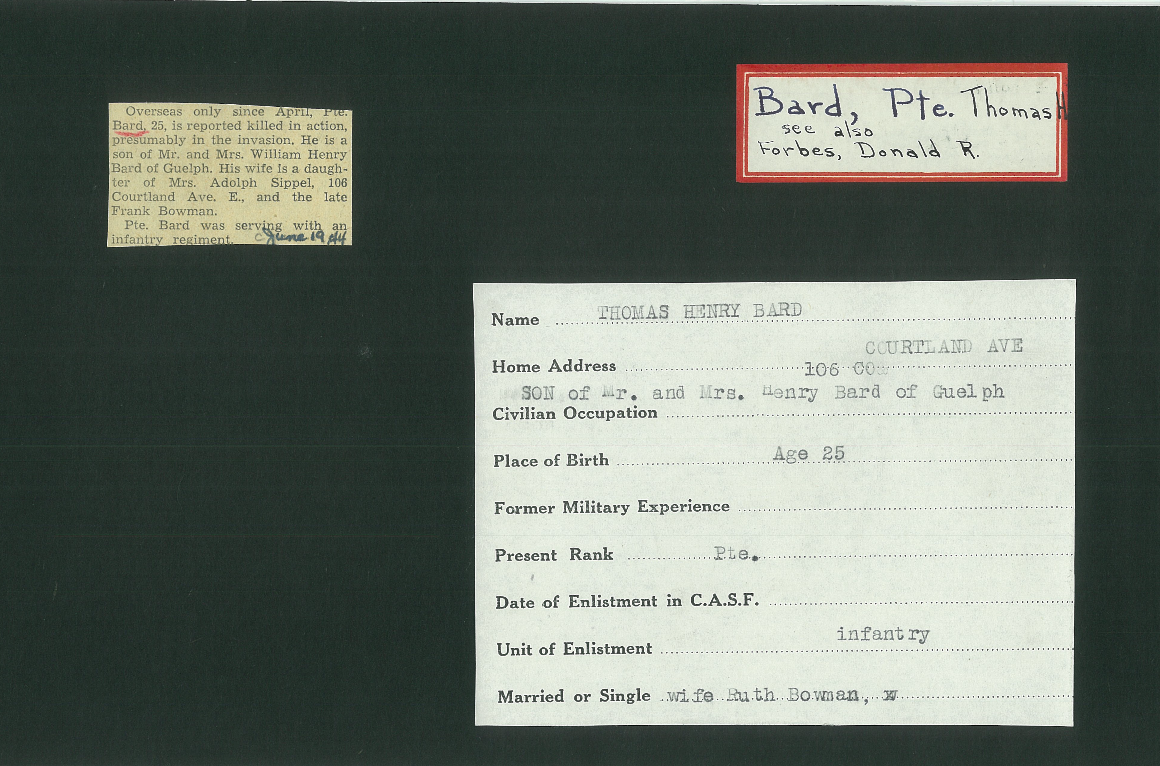 Overseas only since April, Pte.
Bard, 25, is reported killed in action,
presumably in the invasion. He is a
son of Mr. and Mrs. William Henry
Bard of Guelph. His wife is a daugh-
ter of Mrs. Adolph Sippel, 106
Courtland Ave. E., and the late
Frank Bowman.
Pte. Bard was serving with an
infantry regiment. June 19/44
Bard, Pte. Thomas H
see also
Forbes, Donald R.
Name THOMAS HENRY BARD
COURTLAND AVE
Home Address 106 CO
SON of Mr. and Mrs. Henry Bard of Guelph
Civilian Occupation
Place of Birth Age 25
Former Military Experience
Present Rank Pte.
Date of Enlistment in C.A.S.F.
infantry
Unit of Enlistment
Married or Single wife Ruth Bowman,